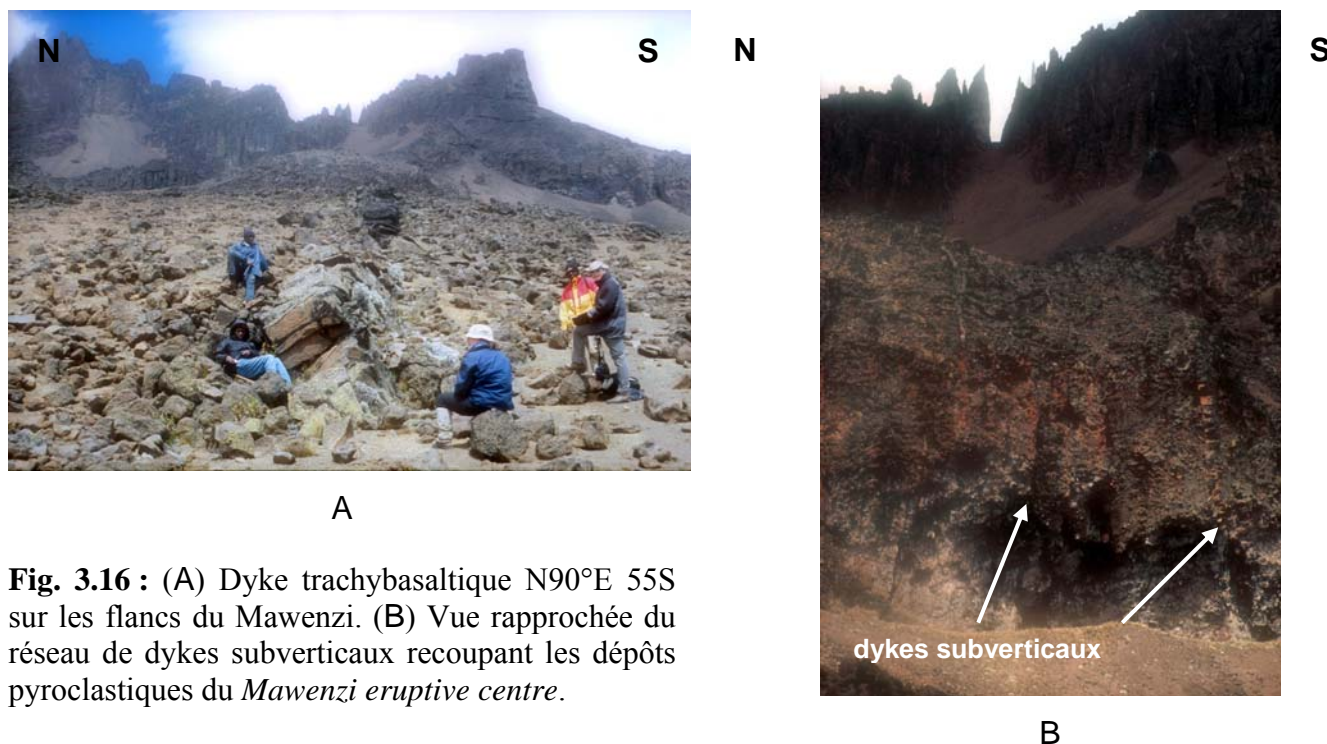 N
S
N
S
A
Fig. 3.16 : (A) Dyke trachybasaltique N90°E 55S
sur les flancs du Mawenzi. (B) Vue rapprochée du
réseau de dykes subverticaux recoupant les dépôts
pyroclastiques du Mawenzi eruptive centre.
dykes subverticaux
B